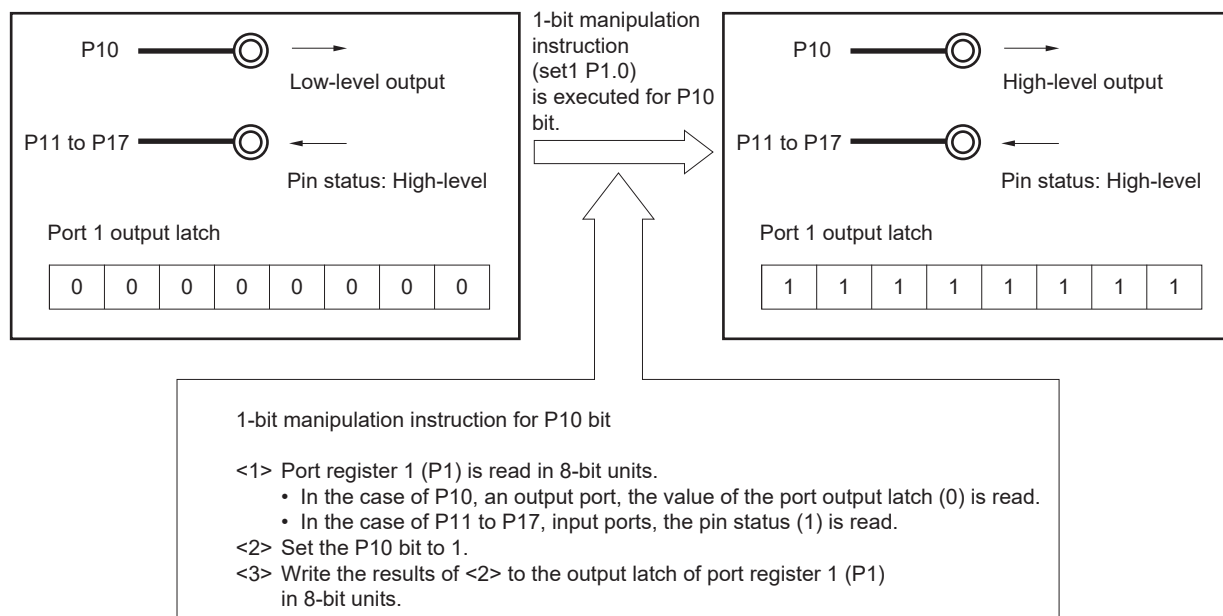 P10
Low-level output
P11 to P17
Pin status: High-level
Port 1 output latch
0 0 0 0 0 0 0 0
1-bit manipulation
instruction
(set1 P1.0)
is executed for P10
bit.
P10
High-level output
P11 to P17
Pin status: High-level
Port 1 output latch
1 1 1 1 1 1 1 1
1-bit manipulation instruction for P10 bit
<1> Port register 1 (P1) is read in 8-bit units.
• In the case of P10, an output port, the value of the port output latch (0) is read.
• In the case of P11 to P17, input ports, the pin status (1) is read.
<2> Set the P10 bit to 1.
<3> Write the results of <2> to the output latch of port register 1 (P1)
in 8-bit units.